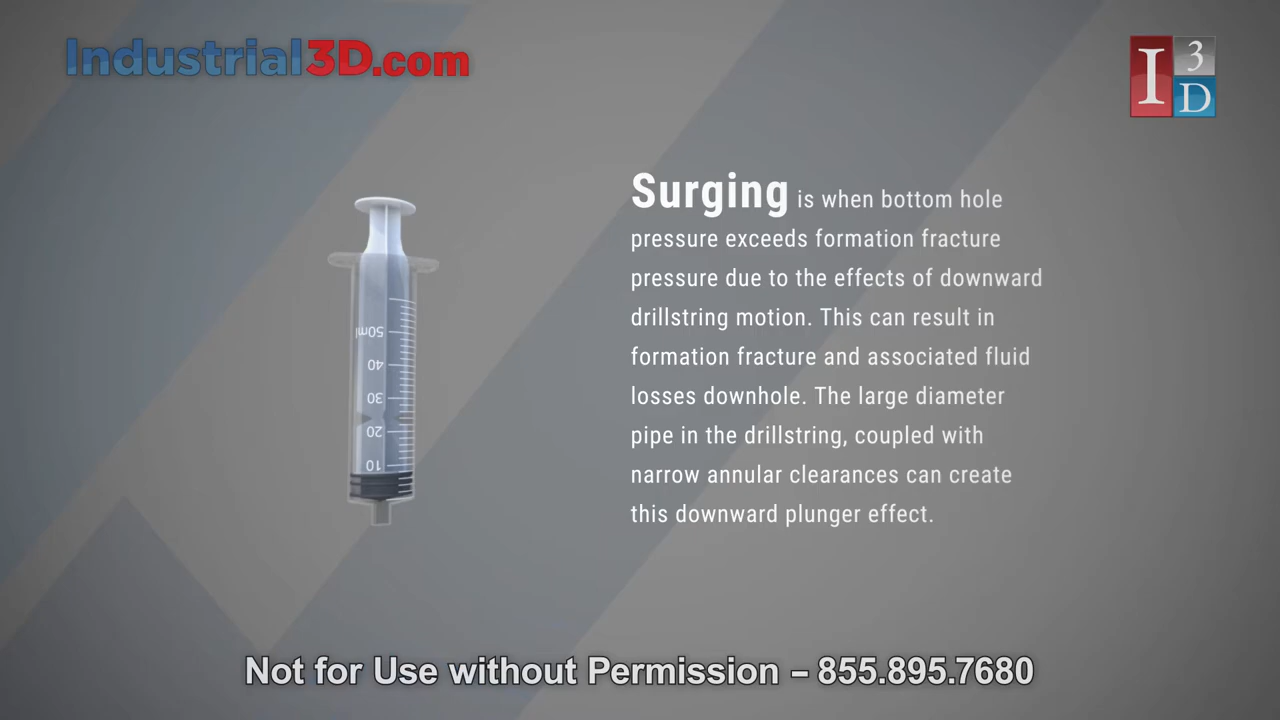 Industrial3D.com
I 3 D
Surging is when bottom hole
pressure exceeds formation fracture
pressure due to the effects of downward
drillstring motion. This can result in
formation fracture and associated fluid
losses downhole. The large diameter
pipe in the drillstring, coupled with
narrow annular clearances can create
this downward plunger effect.
50ml
40
30
20
10
Not for Use without Permission – 855.895.7680